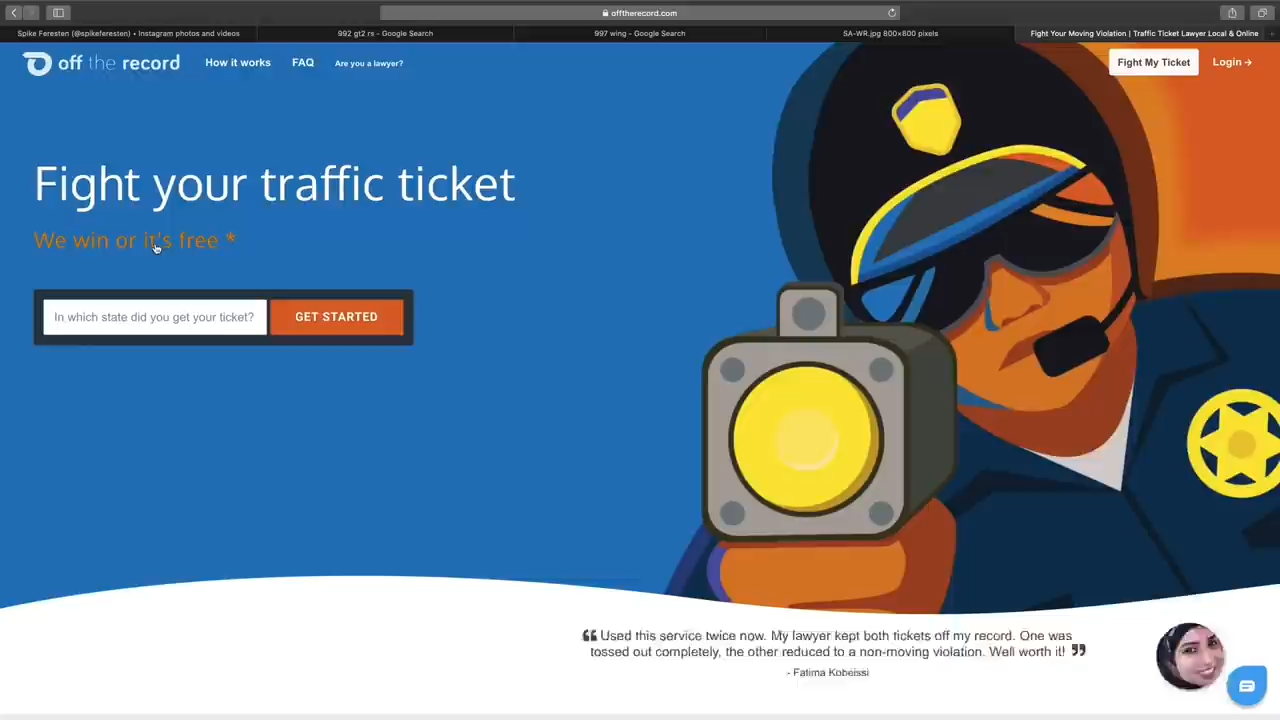 offtherecord.com
Spike Feresten (@spikeferesten) • Instagram photos and videos
992 gt2 rs - Google Search
997 wing - Google Search
SA-WR.jpg 800×800 pixels
Fight Your Moving Violation | Traffic Ticket Lawyer Local & Online
off the record
How it works
FAQ
Are you a lawyer?
Fight My Ticket
Login →
Fight your traffic ticket
We win or it's free *
In which state did you get your ticket?
GET STARTED
❝ Used this service twice now. My lawyer kept both tickets off my record. One was
tossed out completely, the other reduced to a non-moving violation. Well worth it! ❞
- Fatima Kobeissi